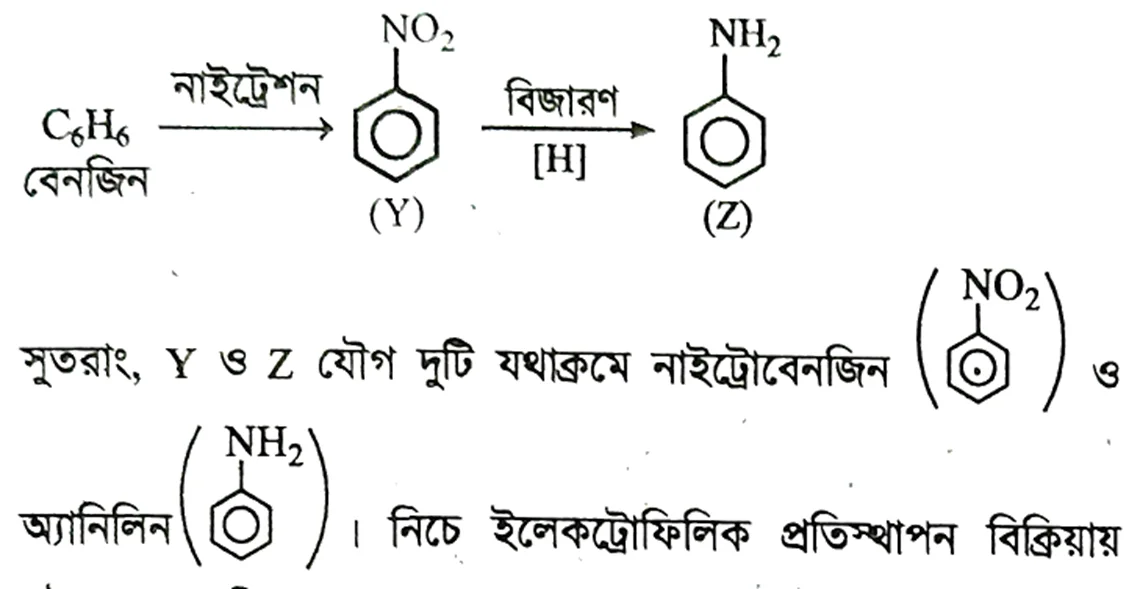 NO₂ NH₂
C₆H₆ নাইট্রেশন বিজারণ
বেনজিন [H]
(Y) (Z)
সুতরাং, Y ও Z যৌগ দুটি যথাক্রমে নাইট্রোবেনজিন ( NO₂ ) ও
অ্যানিলিন ( NH₂ ) । নিচে ইলেকট্রোফিলিক প্রতিস্থাপন বিক্রিয়ায়